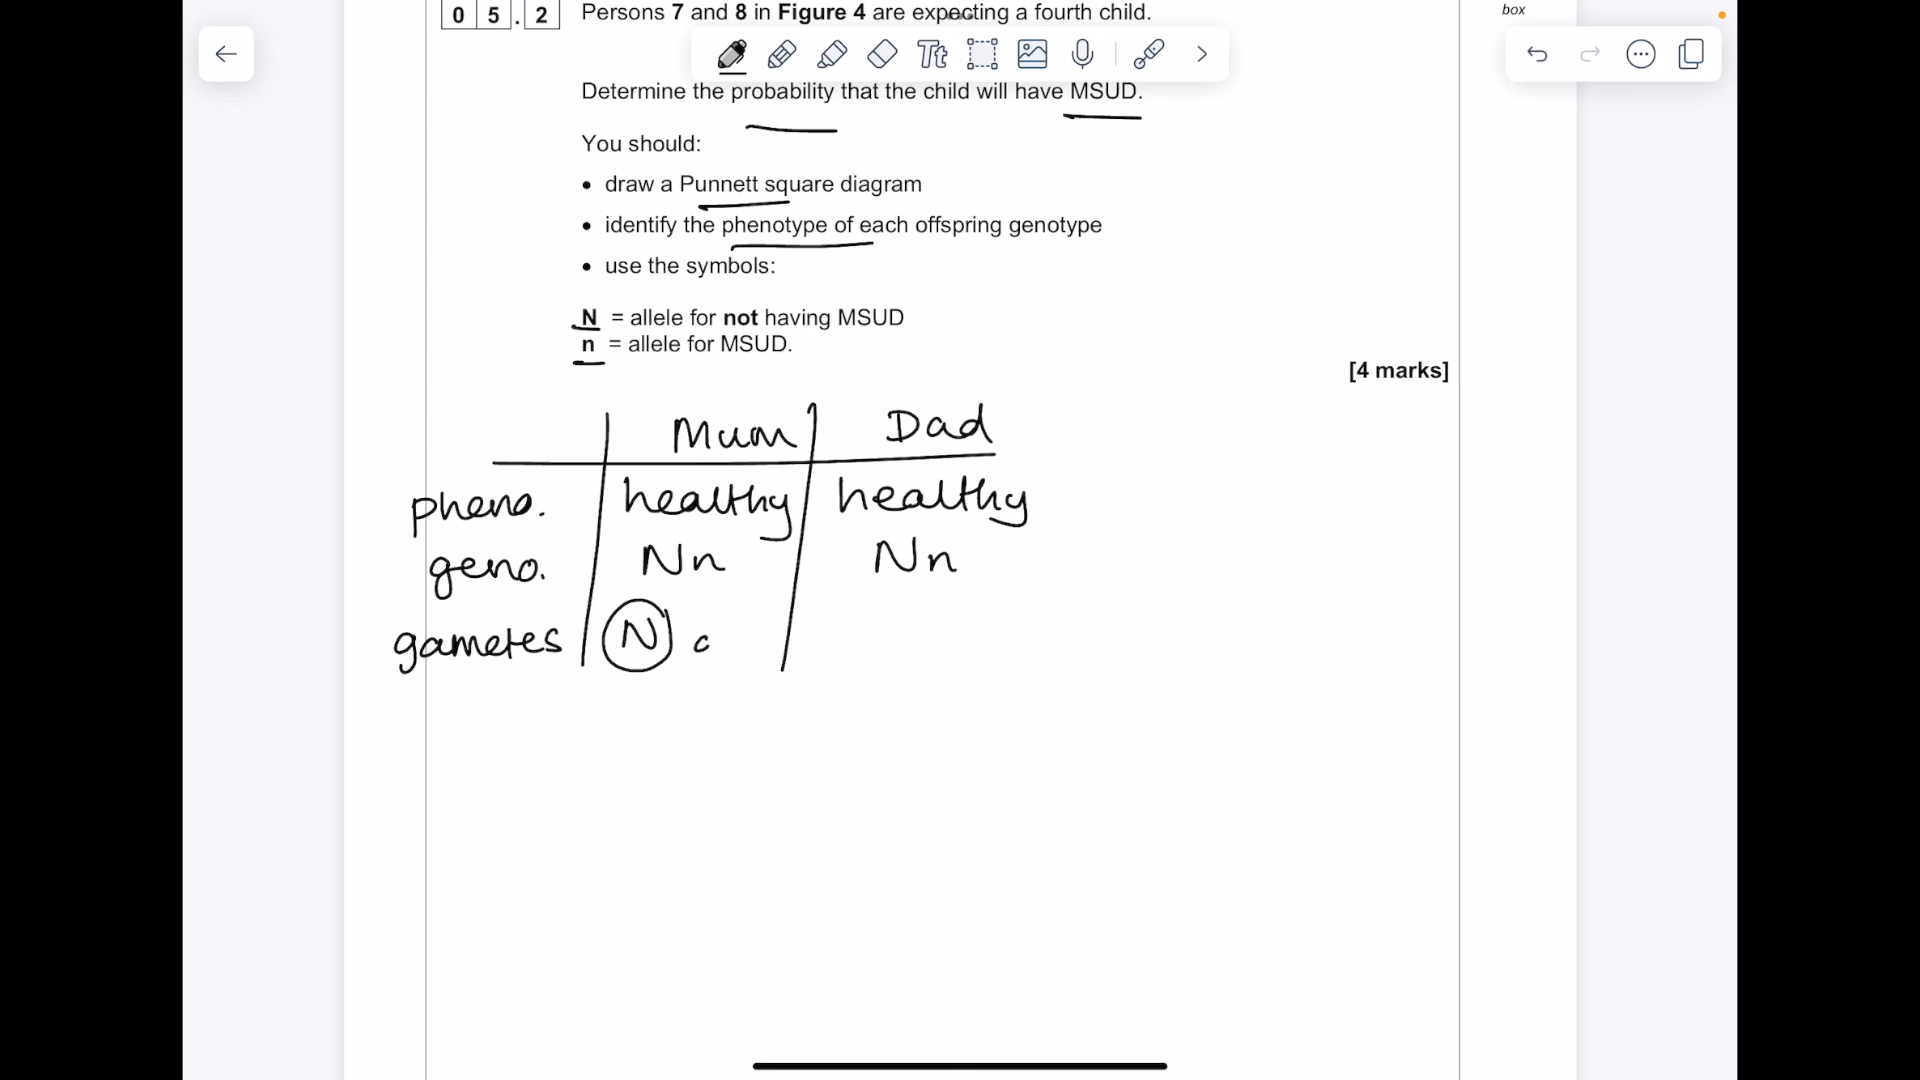 box
0 5 . 2 Persons 7 and 8 in Figure 4 are expecting a fourth child.
Tt
Determine the probability that the child will have MSUD.
You should:
• draw a Punnett square diagram
• identify the phenotype of each offspring genotype
• use the symbols:
N = allele for not having MSUD
n = allele for MSUD.
[4 marks]
Mum Dad
pheno. healthy healthy
geno. Nn Nn
gametes N c